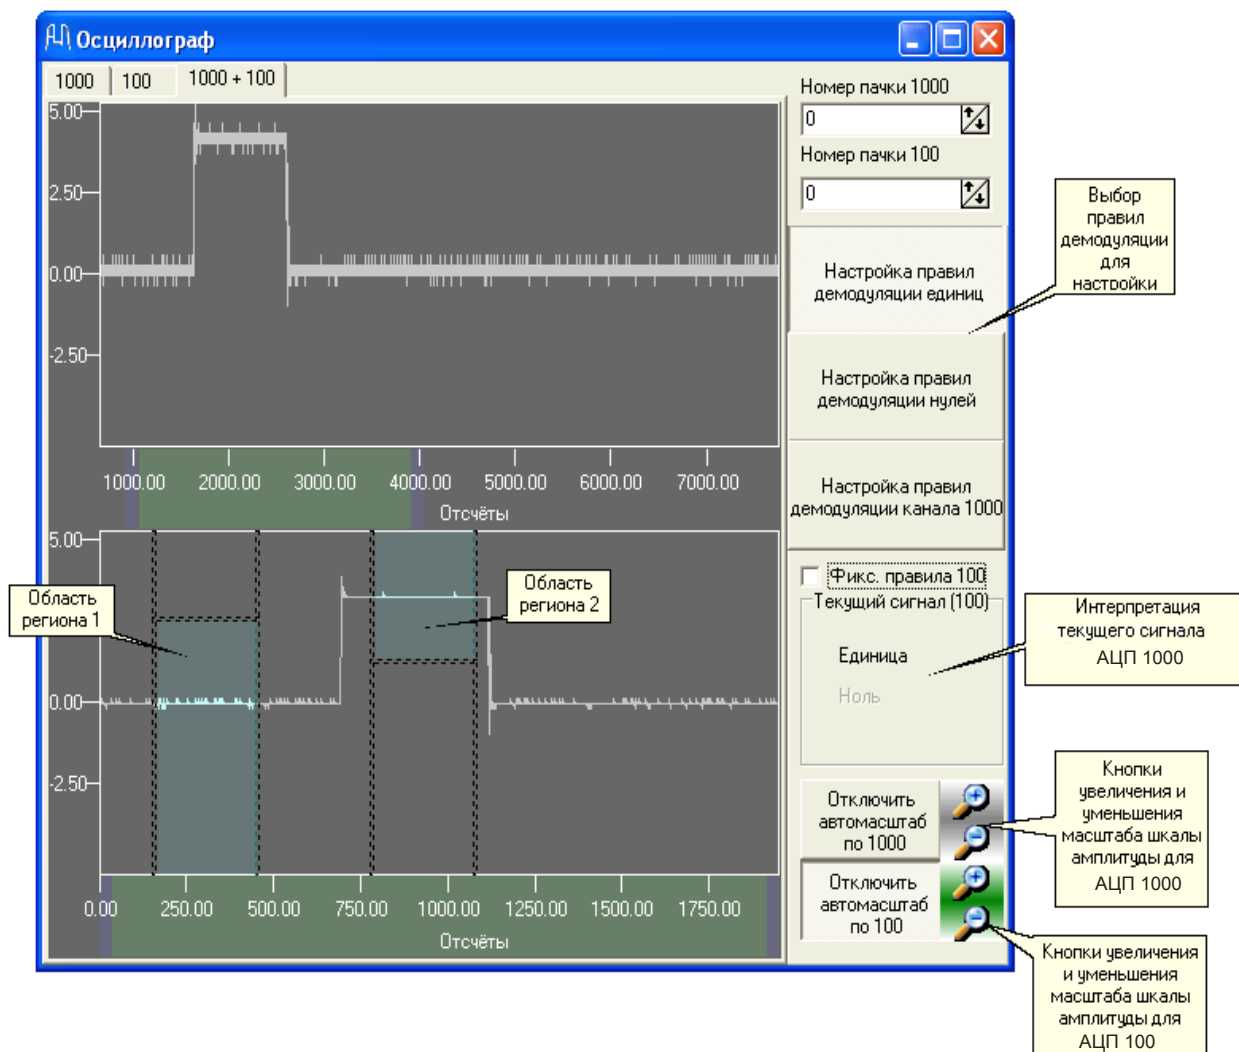 Осциллограф
1000
100
1000 + 100
5.00
2.50
0.00
-2.50
1000.00
2000.00
3000.00
4000.00
5000.00
6000.00
7000.00
Отсчёты
5.00
0.00
-2.50
0.00
250.00
500.00
750.00
1000.00
1250.00
1500.00
1750.00
Отсчёты
Область
региона 1
Область
региона 2
Номер пачки 1000
0
Номер пачки 100
0
Настройка правил
демодуляции единиц
Настройка правил
демодуляции нулей
Настройка правил
демодуляции канала 1000
Фикс. правила 100
Текущий сигнал (100)
Единица
Ноль
Отключить
автомасштаб
по 1000
Отключить
автомасштаб
по 100
Выбор
правил
демодуляции
для
настройки
Интерпретация
текущего сигнала
АЦП 1000
Кнопки
увеличения и
уменьшения
масштаба шкалы
амплитуды для
АЦП 1000
Кнопки увеличения
и уменьшения
масштаба шкалы
амплитуды для
АЦП 100